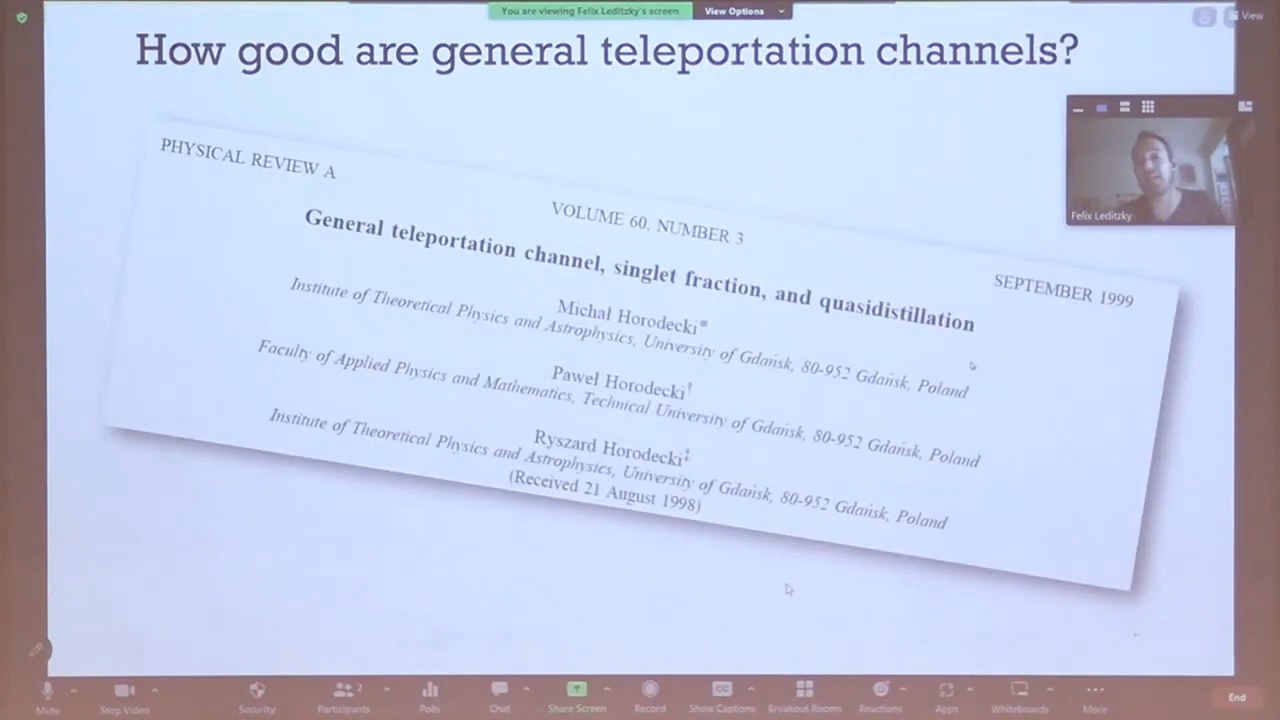 You are viewing Felix Leditzky's screen
View Options
View
How good are general teleportation channels?
Felix Leditzky
PHYSICAL REVIEW A
VOLUME 60, NUMBER 3
SEPTEMBER 1999
General teleportation channel, singlet fraction, and quasidistillation
Michał Horodecki*
Institute of Theoretical Physics and Astrophysics, University of Gdańsk, 80-952 Gdańsk, Poland
Paweł Horodecki†
Faculty of Applied Physics and Mathematics, Technical University of Gdańsk, 80-952 Gdańsk, Poland
Ryszard Horodecki‡
Institute of Theoretical Physics and Astrophysics, University of Gdańsk, 80-952 Gdańsk, Poland
(Received 21 August 1998)
Mute
Stop Video
Security
Participants
2
Polls
Chat
Share Screen
Record
CC
Show Captions
Breakout Rooms
Reactions
Apps
Whiteboards
More
End